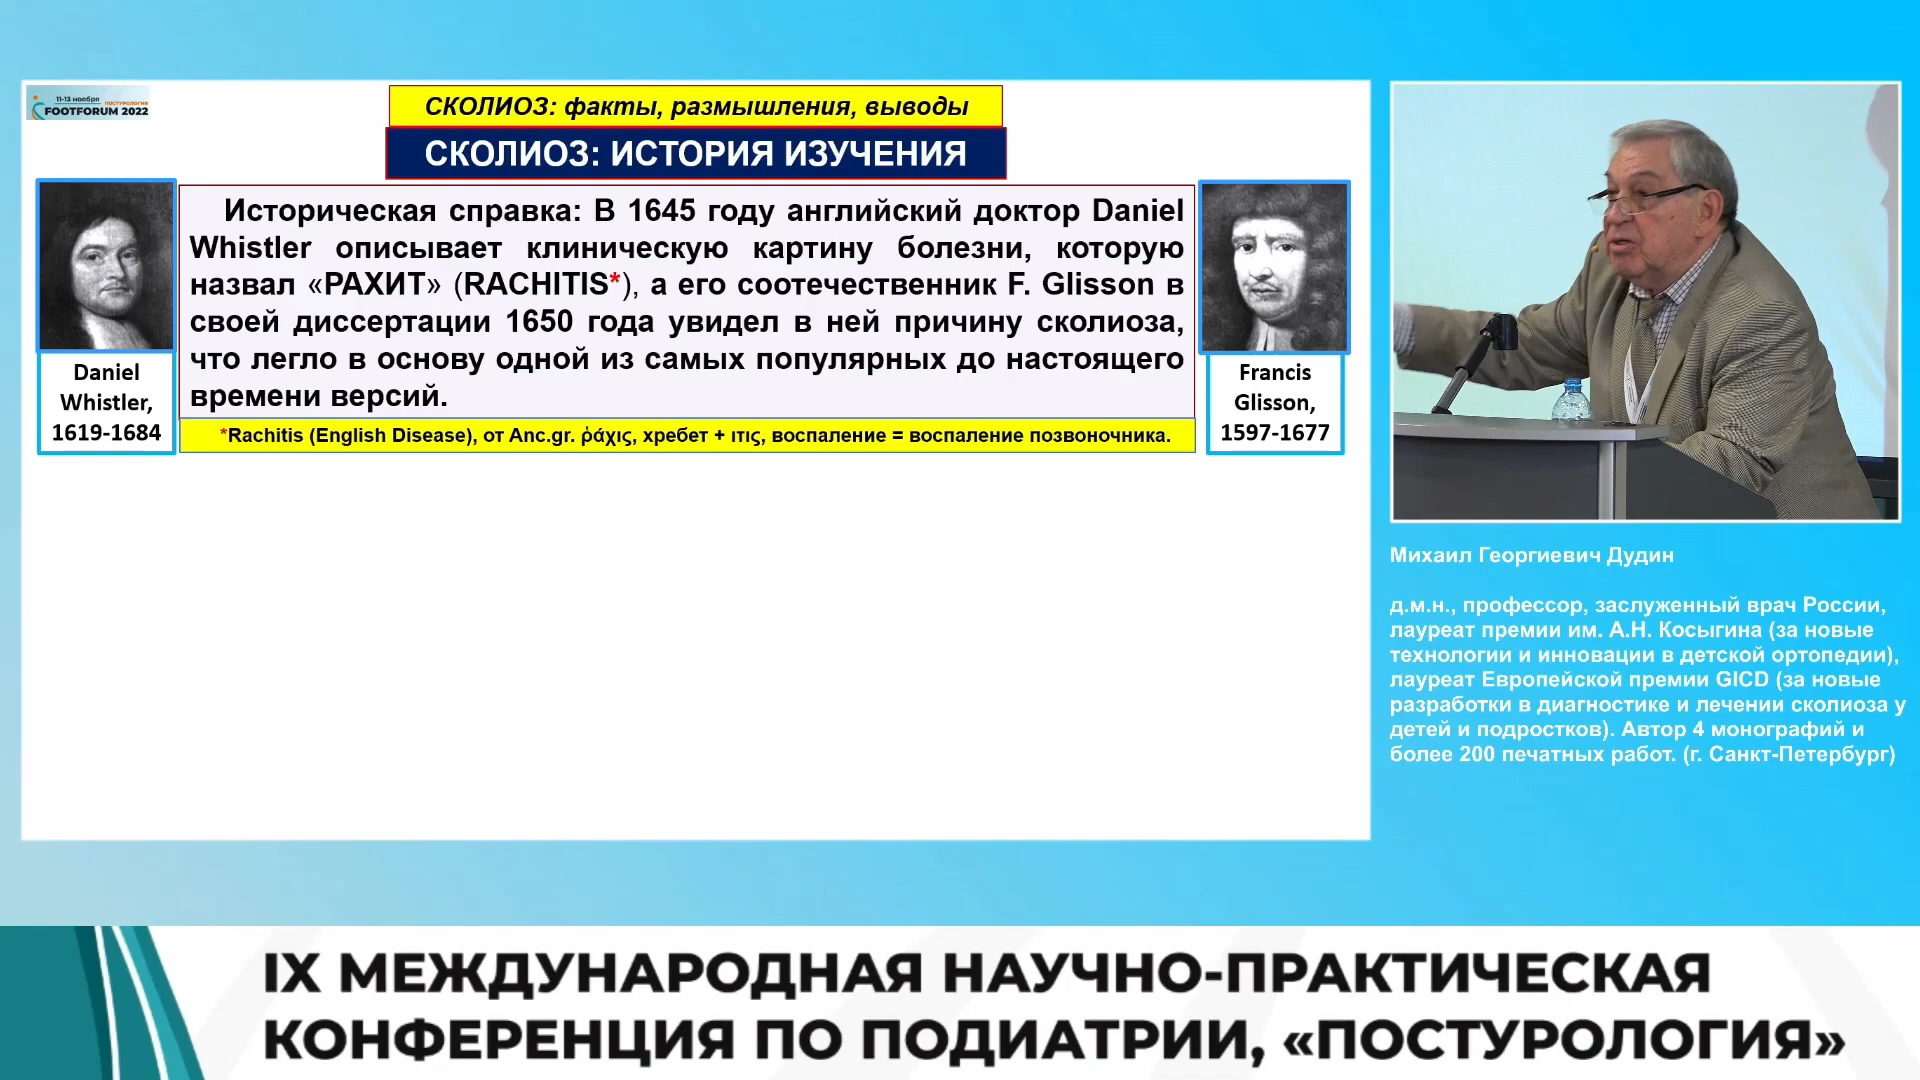 11-13 ноября
ПОСТУРОЛОГИЯ
FOOTFORUM 2022
СКОЛИОЗ: факты, размышления, выводы
СКОЛИОЗ: ИСТОРИЯ ИЗУЧЕНИЯ
Историческая справка: В 1645 году английский доктор Daniel
Whistler описывает клиническую картину болезни, которую
назвал «РАХИТ» (RACHITIS*), а его соотечественник F. Glisson в
своей диссертации 1650 года увидел в ней причину сколиоза,
что легло в основу одной из самых популярных до настоящего
времени версий.
*Rachitis (English Disease), от Anc.gr. ῥάχις, хребет + ιτις, воспаление = воспаление позвоночника.
Daniel
Whistler,
1619-1684
Francis
Glisson,
1597-1677
Михаил Георгиевич Дудин
д.м.н., профессор, заслуженный врач России,
лауреат премии им. А.Н. Косыгина (за новые
технологии и инновации в детской ортопедии),
лауреат Европейской премии GICD (за новые
разработки в диагностике и лечении сколиоза у
детей и подростков). Автор 4 монографий и
более 200 печатных работ. (г. Санкт-Петербург)
IX МЕЖДУНАРОДНАЯ НАУЧНО-ПРАКТИЧЕСКАЯ
КОНФЕРЕНЦИЯ ПО ПОДИАТРИИ, «ПОСТУРОЛОГИЯ»